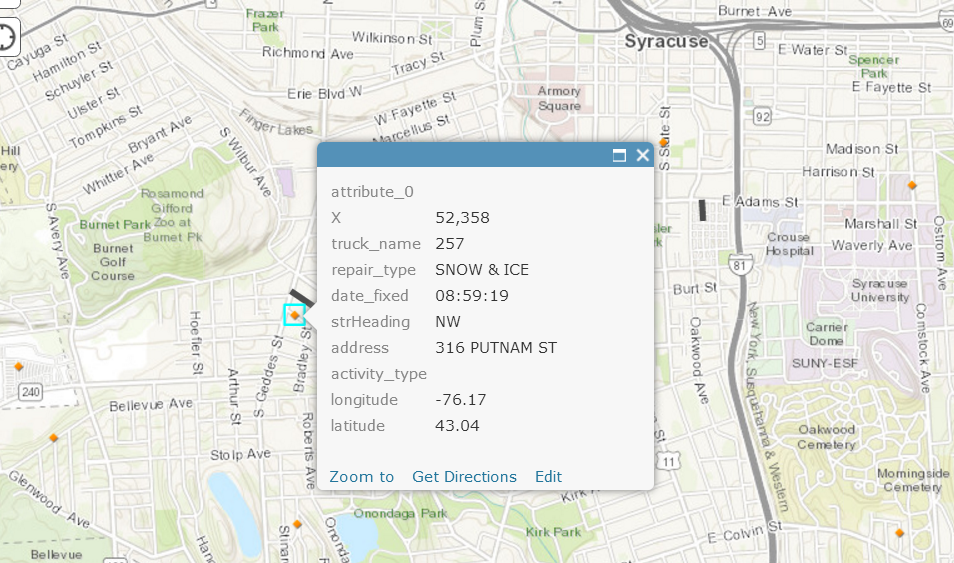 Frazer
Park
Burnet Ave
Plum St
Wilkinson St
Cayuga St
Hamilton St
Schuyler St
Ulster St
Tompkins St
Richmond Ave
Tracy St
Syracuse
5
E Water St
69
Spencer
Park
E Fayette St
Erie Blvd W
Armory
Square
W Fayette St
Marcellus St
Finger Lakes
92
S State St
Bryant Ave
Whittier Ave
S Wilbur Ave
Hill
ery
Madison St
Harrison St
Rosamond
Gifford
Zoo at
Burnet Pk
Burnet Park
Burnet
Golf
Course
S Avery Ave
E Adams St
Marshall St
Waverly Ave
Crouse
Hospital
Ostrom Ave
81
Burt St
Syracuse
University
Carrier
Dome
SUNY-ESF
Comstock Ave
attribute_0
X 52,358
truck_name 257
repair_type SNOW & ICE
date_fixed 08:59:19
strHeading NW
address 316 PUTNAM ST
activity_type
longitude -76.17
latitude 43.04
Zoom to Get Directions Edit
Hoefler St
S Geddes St
Bradley St
Arthur St
240
Bellevue Ave
Roberts Ave
Stolp Ave
Glenwood Ave
Oakwood Ave
New York, Susquehanna & Western
Oakwood
Cemetery
11
Morningside
Cemetery
Onondaga Park
Kirk Park
E Colvin St
Bellevue